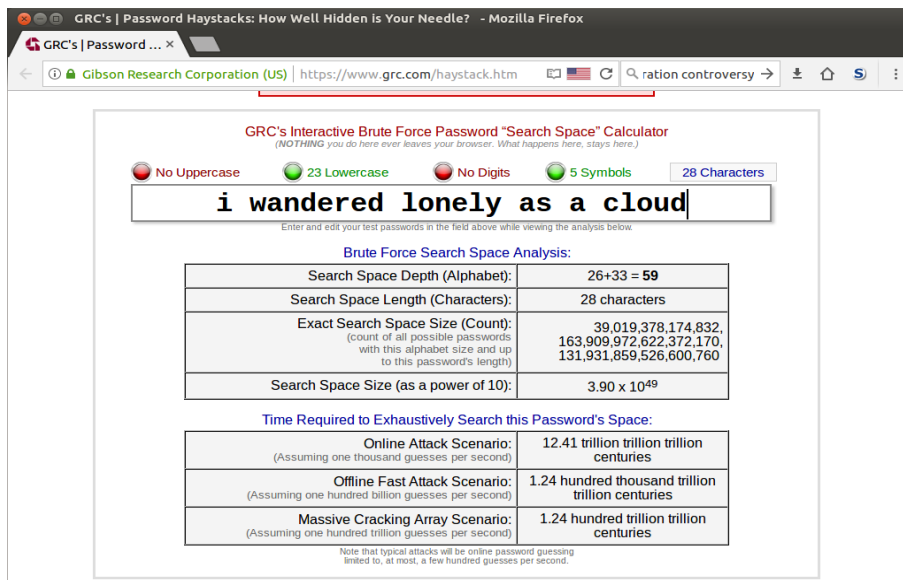 GRC's | Password Haystacks: How Well Hidden is Your Needle? - Mozilla Firefox
GRC's | Password ... ×
Gibson Research Corporation (US) https://www.grc.com/haystack.htm ration controversy
GRC's Interactive Brute Force Password “Search Space” Calculator
(NOTHING you do here ever leaves your browser. What happens here, stays here.)
No Uppercase 23 Lowercase No Digits 5 Symbols 28 Characters
i wandered lonely as a cloud
Enter and edit your test passwords in the field above while viewing the analysis below.
Brute Force Search Space Analysis:
Search Space Depth (Alphabet): 26+33 = 59
Search Space Length (Characters): 28 characters
Exact Search Space Size (Count):
(count of all possible passwords
with this alphabet size and up
to this password's length)
39,019,378,174,832,
163,909,972,622,372,170,
131,931,859,526,600,760
Search Space Size (as a power of 10): 3.90 x 10⁴⁹
Time Required to Exhaustively Search this Password's Space:
Online Attack Scenario:
(Assuming one thousand guesses per second)
12.41 trillion trillion trillion
centuries
Offline Fast Attack Scenario:
(Assuming one hundred billion guesses per second)
1.24 hundred thousand trillion
trillion centuries
Massive Cracking Array Scenario:
(Assuming one hundred trillion guesses per second)
1.24 hundred trillion trillion
centuries
Note that typical attacks will be online password guessing
limited to, at most, a few hundred guesses per second.